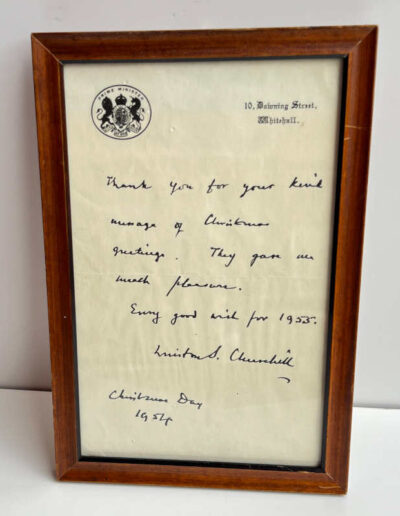 PRIME MINISTER
10, Downing Street,
Whitehall.
Thank you for your kind
message of Christmas
greetings. They gave me
much pleasure.
Every good wish for 1955.
Winston S. Churchill
Christmas Day
1954